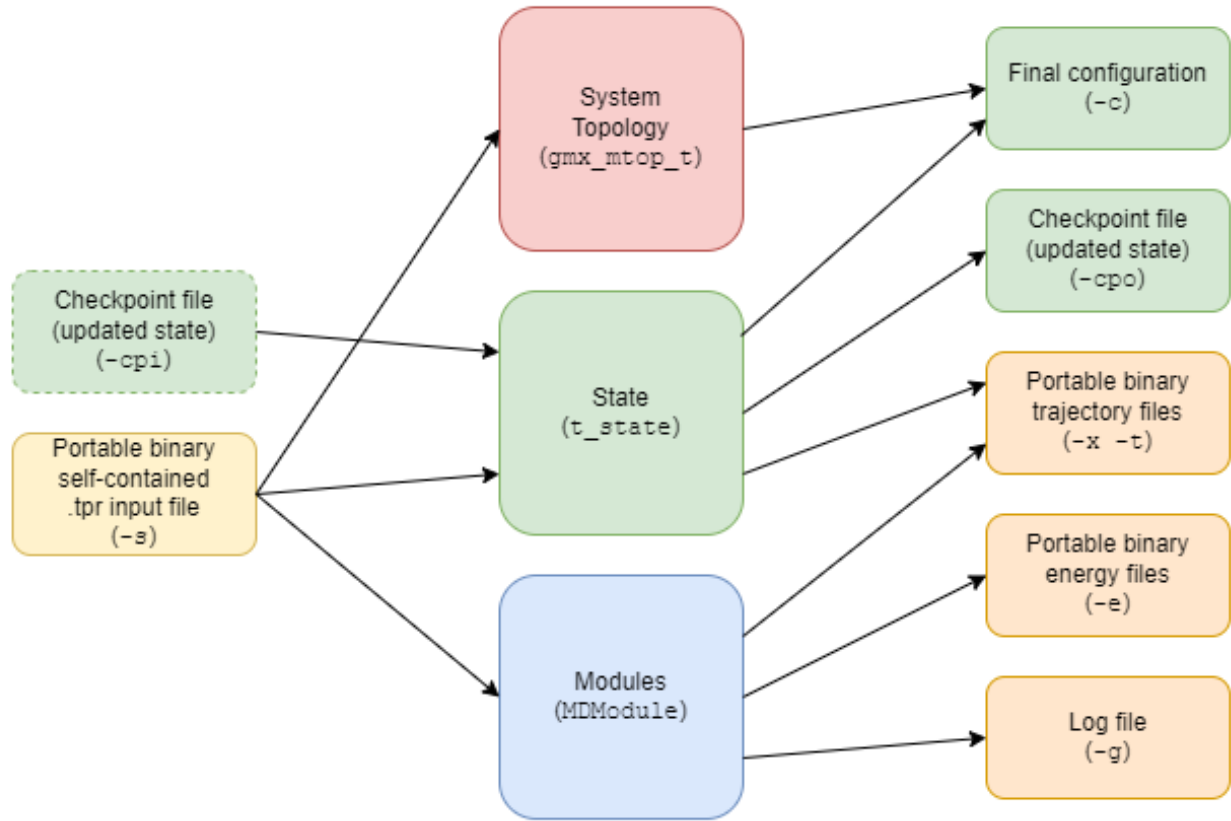 System
Topology
(gmx_mtop_t)
Final configuration
(-c)
Checkpoint file
(updated state)
(-cpo)
Checkpoint file
(updated state)
(-cpi)
State
(t_state)
Portable binary
trajectory files
(-x -t)
Portable binary
self-contained
.tpr input file
(-s)
Portable binary
energy files
(-e)
Modules
(MDModule)
Log file
(-g)